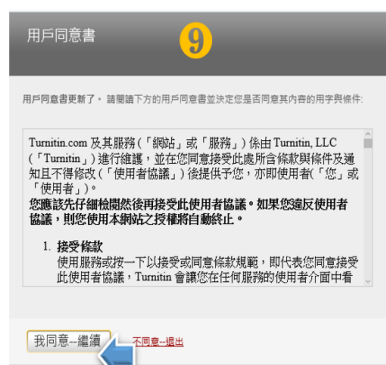 用戶同意書
9
用戶同意書更新了。 請閱讀下方的用戶同意書並決定您是否同意其內容的用字與條件:
Turnitin.com 及其服務 (「網站」或「服務」) 係由 Turnitin, LLC
(「Turnitin」) 進行維護，並在您同意接受此處所含條款與條件及通
知且不得修改 (「使用者協議」) 後提供予您，亦即使用者(「您」或
「使用者」)。
您應該先仔細檢閱然後再接受此使用者協議。如果您違反使用者
協議，則您使用本網站之授權將自動終止。
1. 接受條款
使用服務或按一下以接受或同意條款規範，即代表您同意接受
此使用者協議，Turnitin 會讓您在任何服務的使用者介面中看
我同意--繼續
不同意--退出